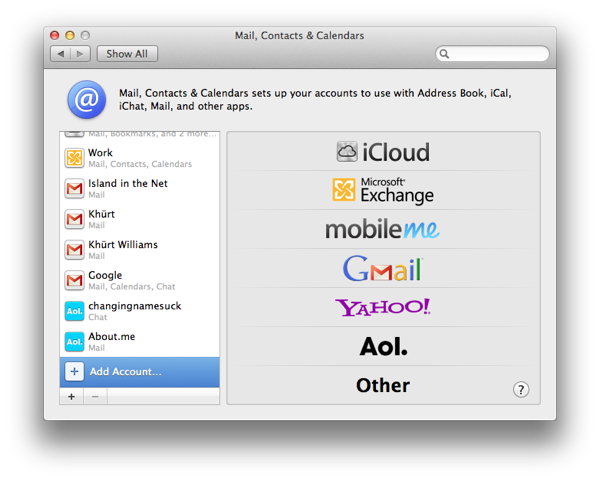 Mail, Contacts & Calendars
Show All
Mail, Contacts & Calendars sets up your accounts to use with Address Book, iCal,
iChat, Mail, and other apps.
@
Mail, Bookmarks, and 2 more...
Work
Mail, Contacts, Calendars
Island in the Net
Mail
Khürt
Mail
Khürt Williams
Mail
Google
Mail, Calendars, Chat
Aol.
changingnamesuck
Chat
Aol.
About.me
Mail
+ Add Account...
+ −
iCloud
Microsoft®
Exchange
mobileme
Gmail™
YAHOO!
Aol.
Other
?